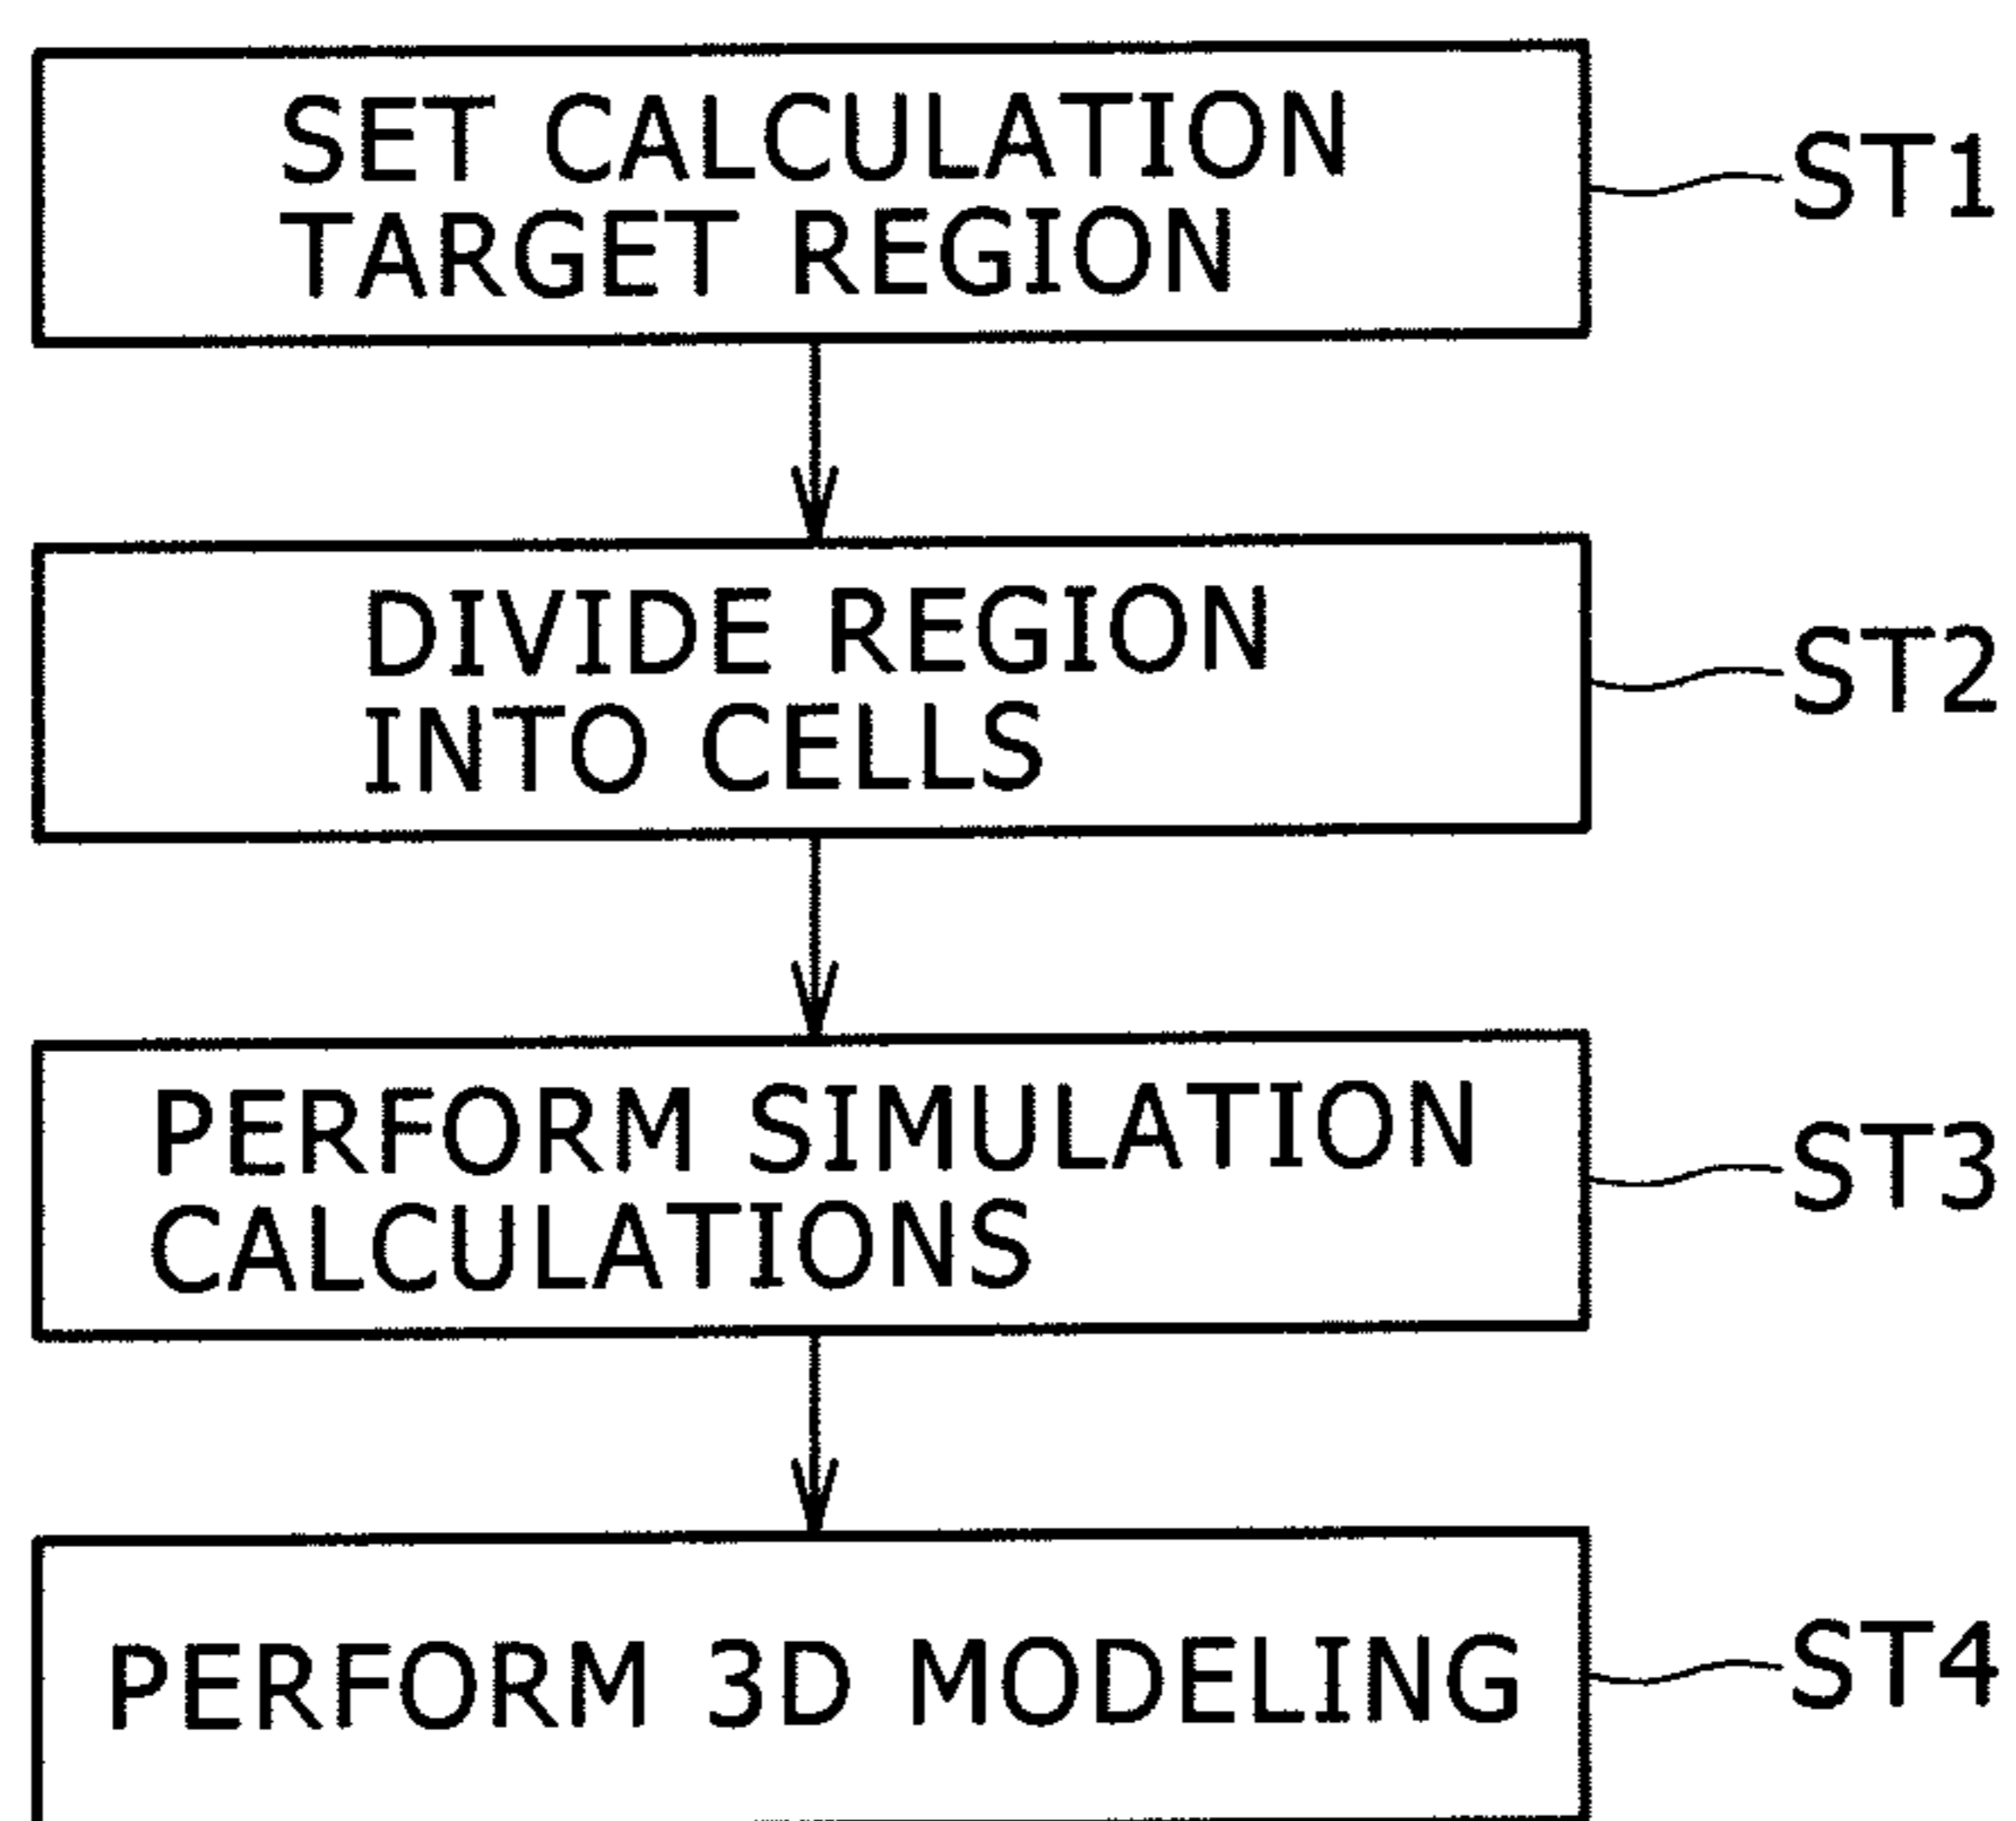 SET CALCULATION
TARGET REGION
ST1
DIVIDE REGION
INTO CELLS
ST2
PERFORM SIMULATION
CALCULATIONS
ST3
PERFORM 3D MODELING
ST4